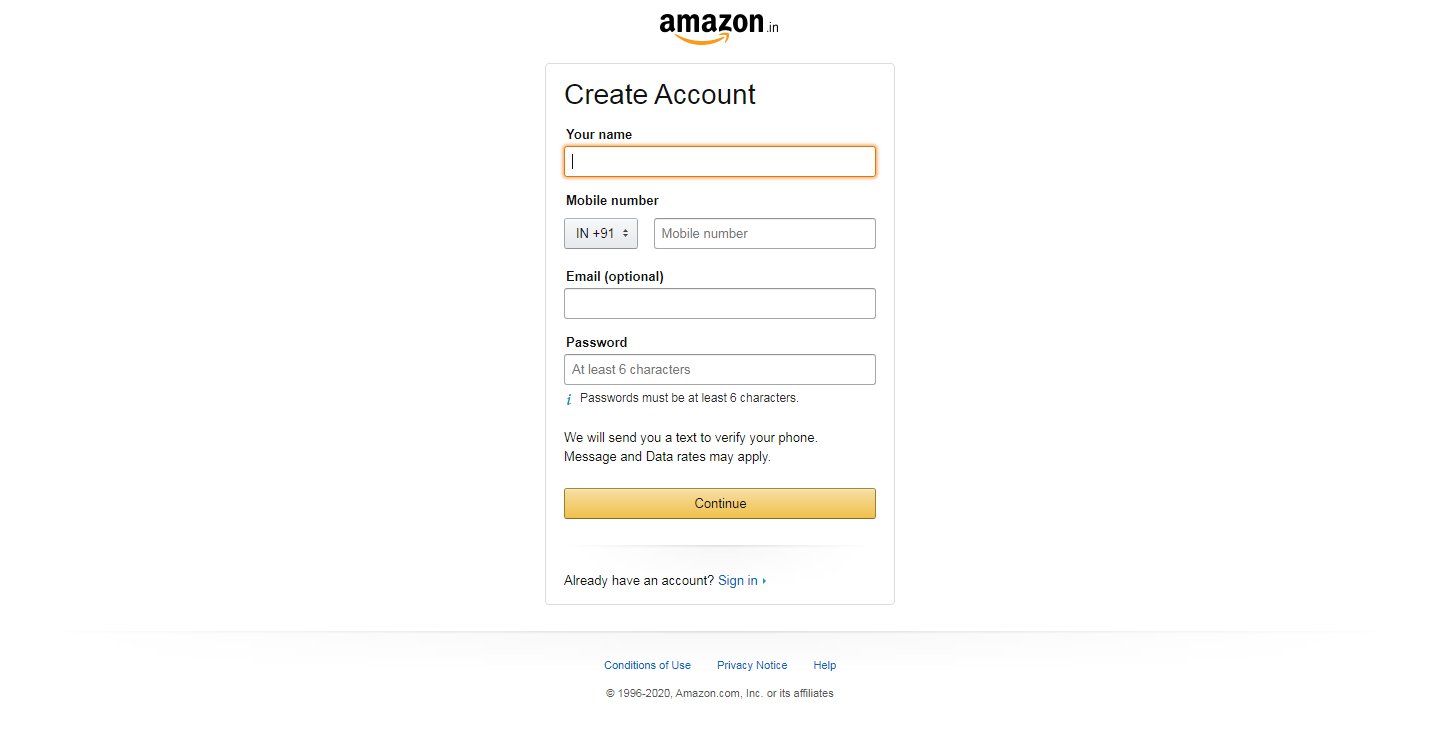 amazon.in
Create Account
Your name
Mobile number
IN +91 Mobile number
Email (optional)
Password
At least 6 characters
i Passwords must be at least 6 characters.
We will send you a text to verify your phone.
Message and Data rates may apply.
Continue
Already have an account? Sign in
Conditions of Use Privacy Notice Help
© 1996-2020, Amazon.com, Inc. or its affiliates